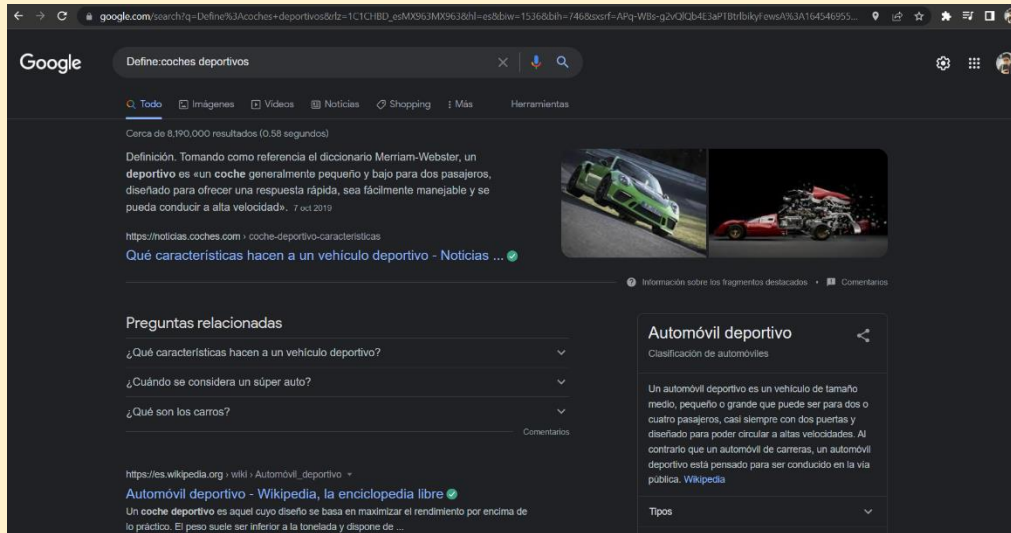 google.com/search?q=Define%3Acoches+deportivos&rlz=1C1CHBD_esMX963MX963&hl=es&biw=1536&bih=746&sxsrf=
Google
Define:coches deportivos
Todo Imágenes Videos Noticias Shopping Más Herramientas
Cerca de 8,190,000 resultados (0.58 segundos)
Definición. Tomando como referencia el diccionario Merriam-Webster, un
deportivo es «un coche generalmente pequeño y bajo para dos pasajeros,
diseñado para ofrecer una respuesta rápida, sea fácilmente manejable y se
pueda conducir a alta velocidad». 7 oct 2019
https://noticias.coches.com › coche-deportivo-caracteristicas
Qué características hacen a un vehículo deportivo - Noticias ...
Información sobre los fragmentos destacados • Comentarios
Preguntas relacionadas
¿Qué características hacen a un vehículo deportivo?
¿Cuándo se considera un súper auto?
¿Qué son los carros?
Comentarios
https://es.wikipedia.org › wiki › Automóvil_deportivo
Automóvil deportivo - Wikipedia, la enciclopedia libre
Un coche deportivo es aquel cuyo diseño se basa en maximizar el rendimiento por encima de
lo práctico. El peso suele ser inferior a la tonelada y dispone de ...
Automóvil deportivo
Clasificación de automóviles
Un automóvil deportivo es un vehículo de tamaño
medio, pequeño o grande que puede ser para dos o
cuatro pasajeros, casi siempre con dos puertas y
diseñado para poder circular a altas velocidades. Al
contrario que un automóvil de carreras, un automóvil
deportivo está pensado para ser conducido en la vía
pública. Wikipedia
Tipos